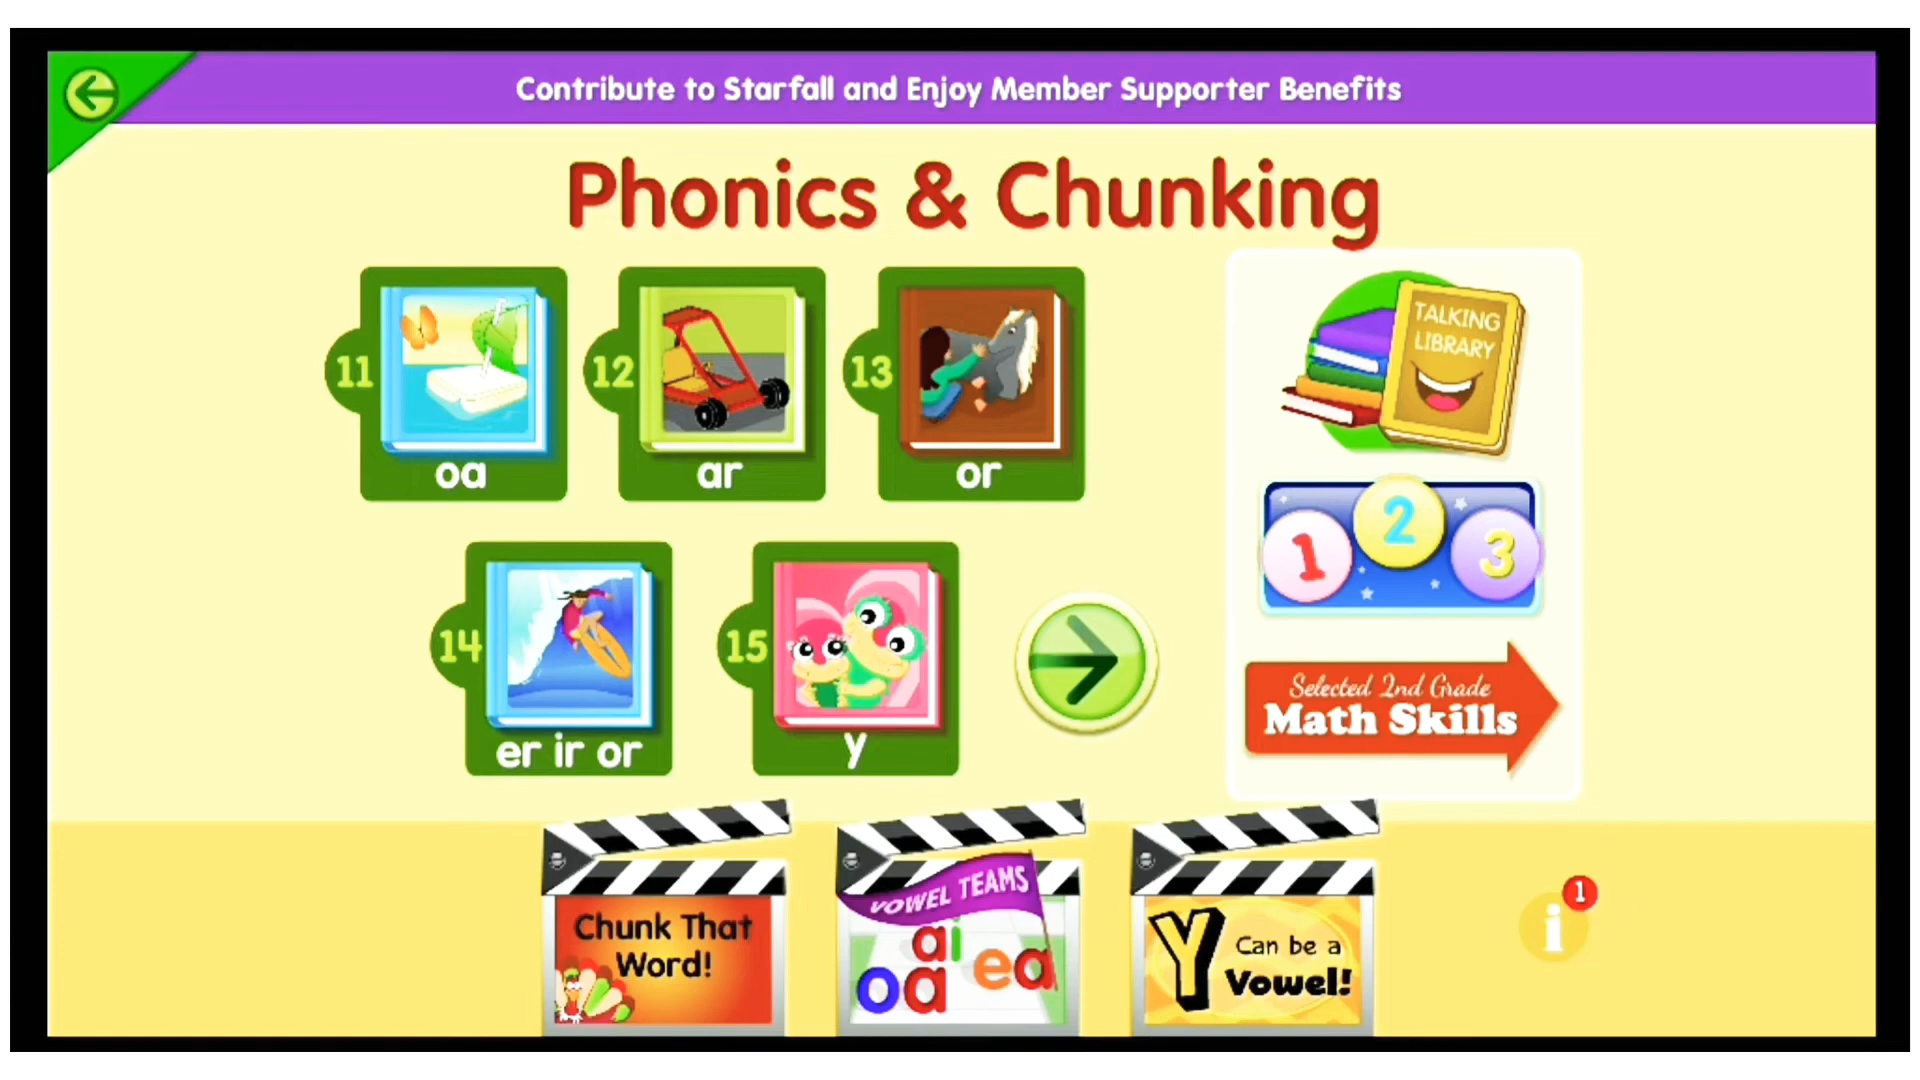 Contribute to Starfall and Enjoy Member Supporter Benefits
Phonics & Chunking
11
oa
12
ar
13
or
14
er ir or
15
y
TALKING
LIBRARY
1 2 3
Selected 2nd Grade
Math Skills
Chunk That
Word!
VOWEL TEAMS
ai
oa ea
Y Can be a
Vowel!
i
1